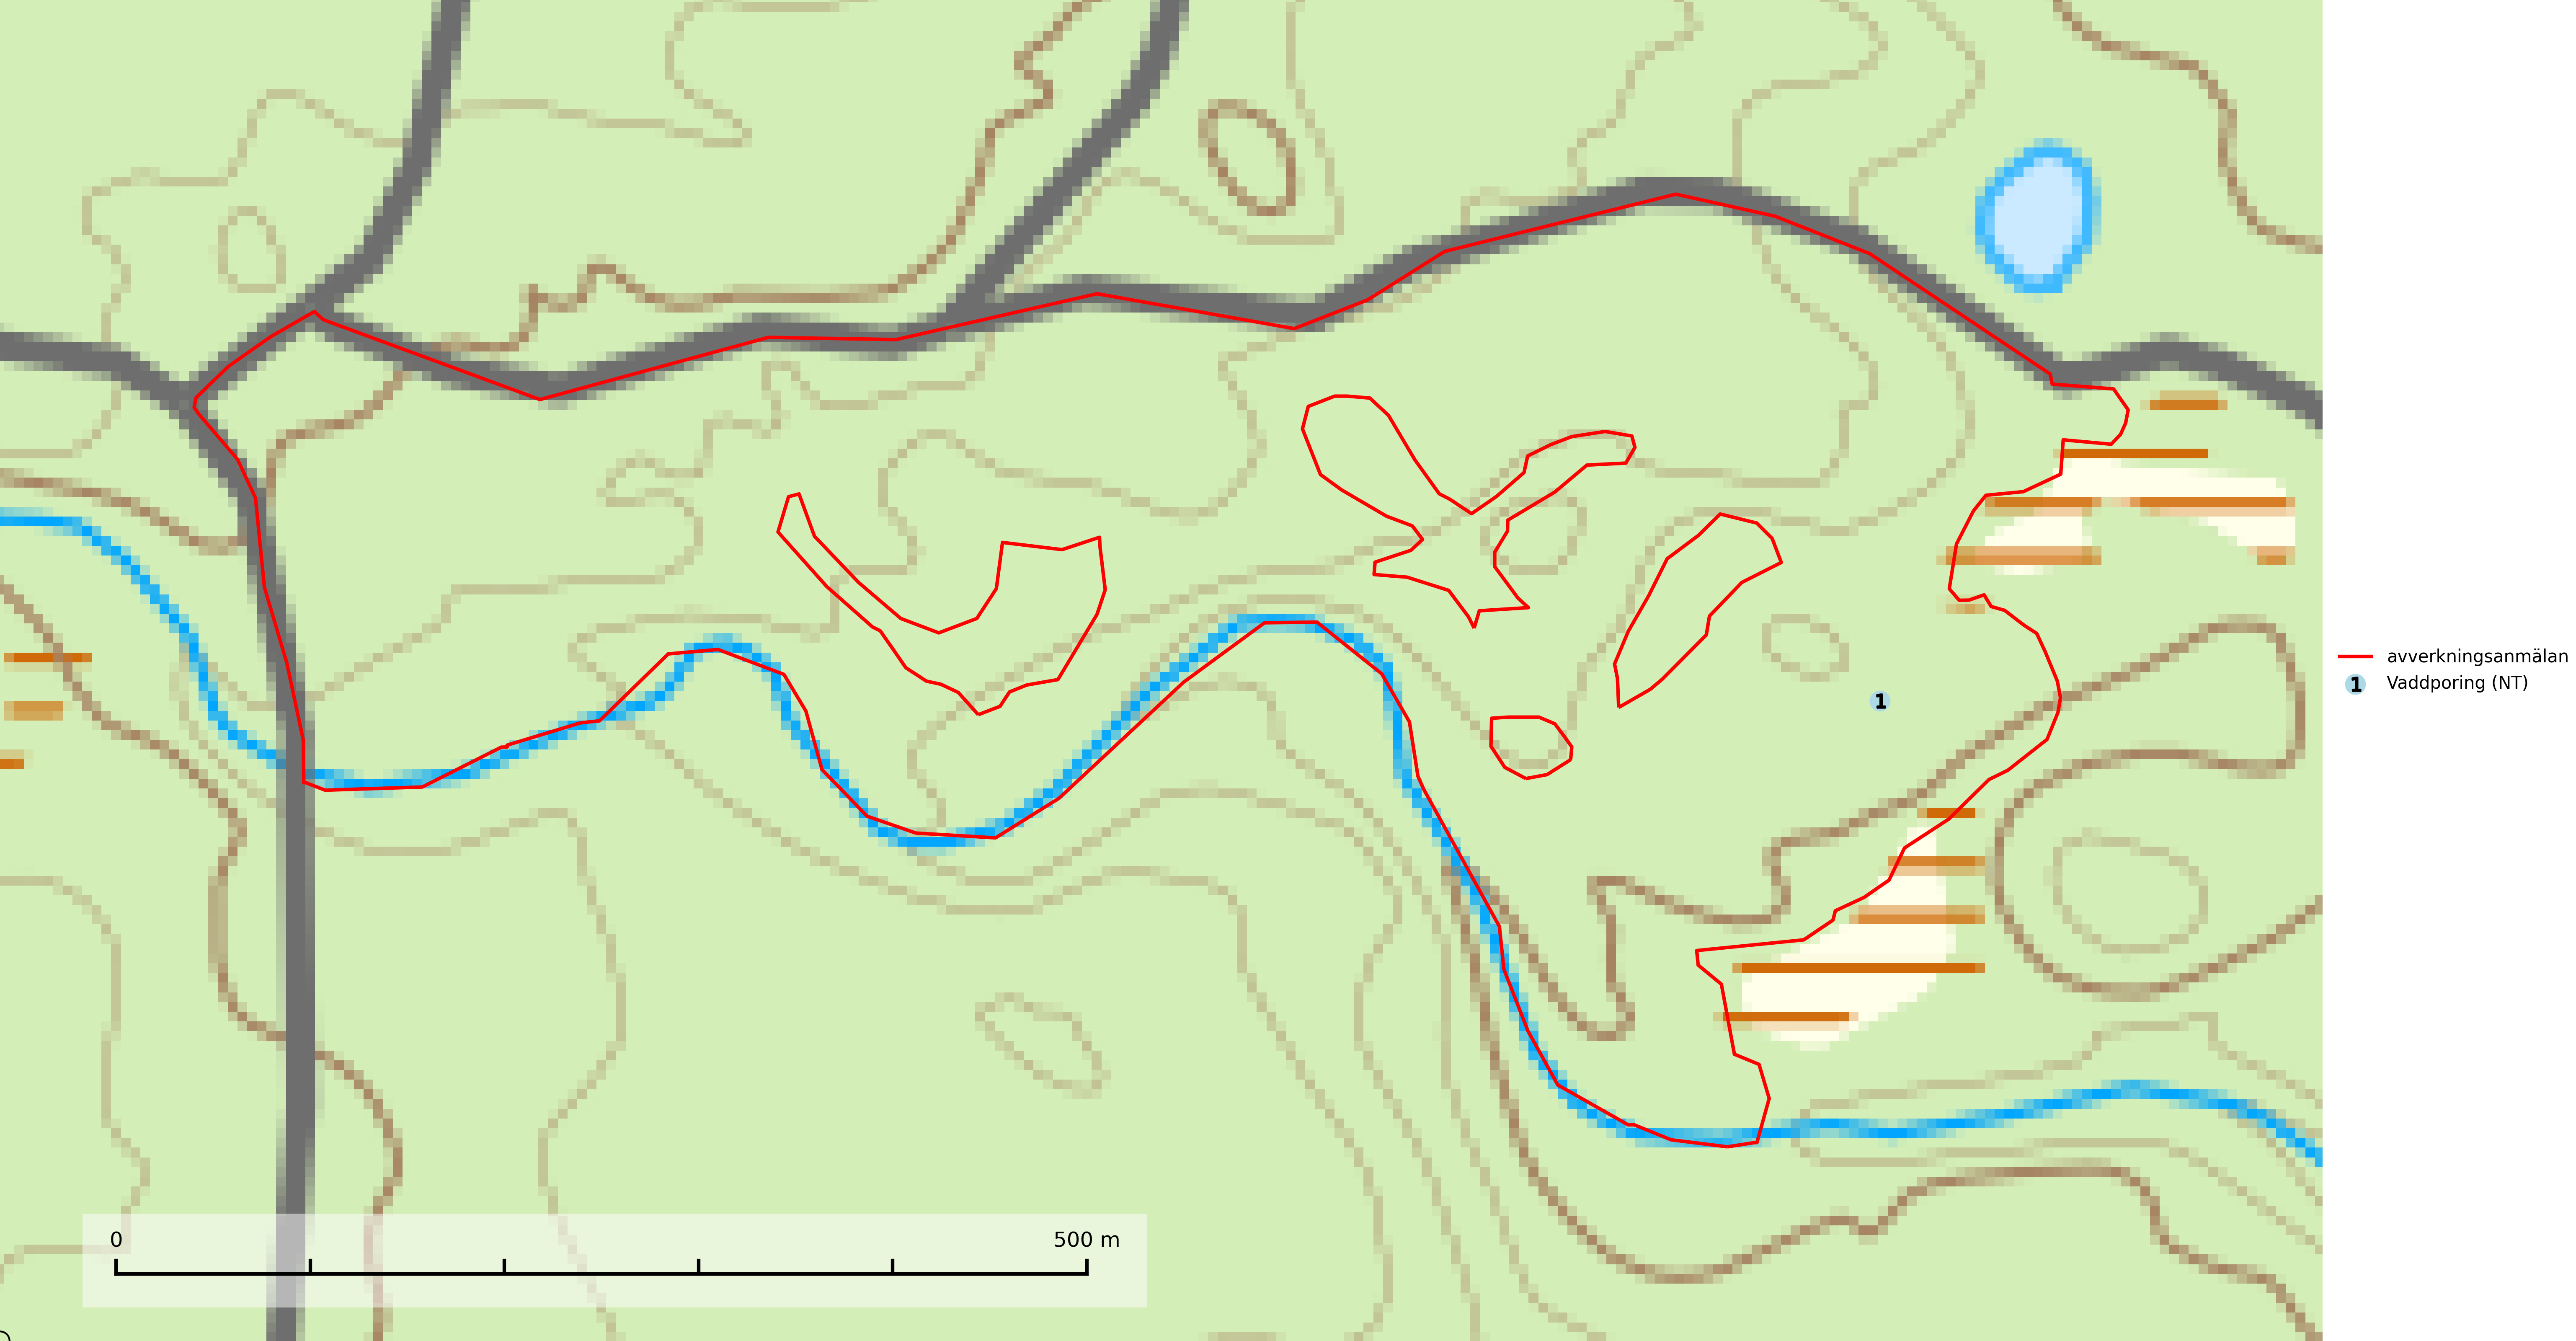 1
avverkningsanmälan
1 Vaddporing (NT)
0 500 m